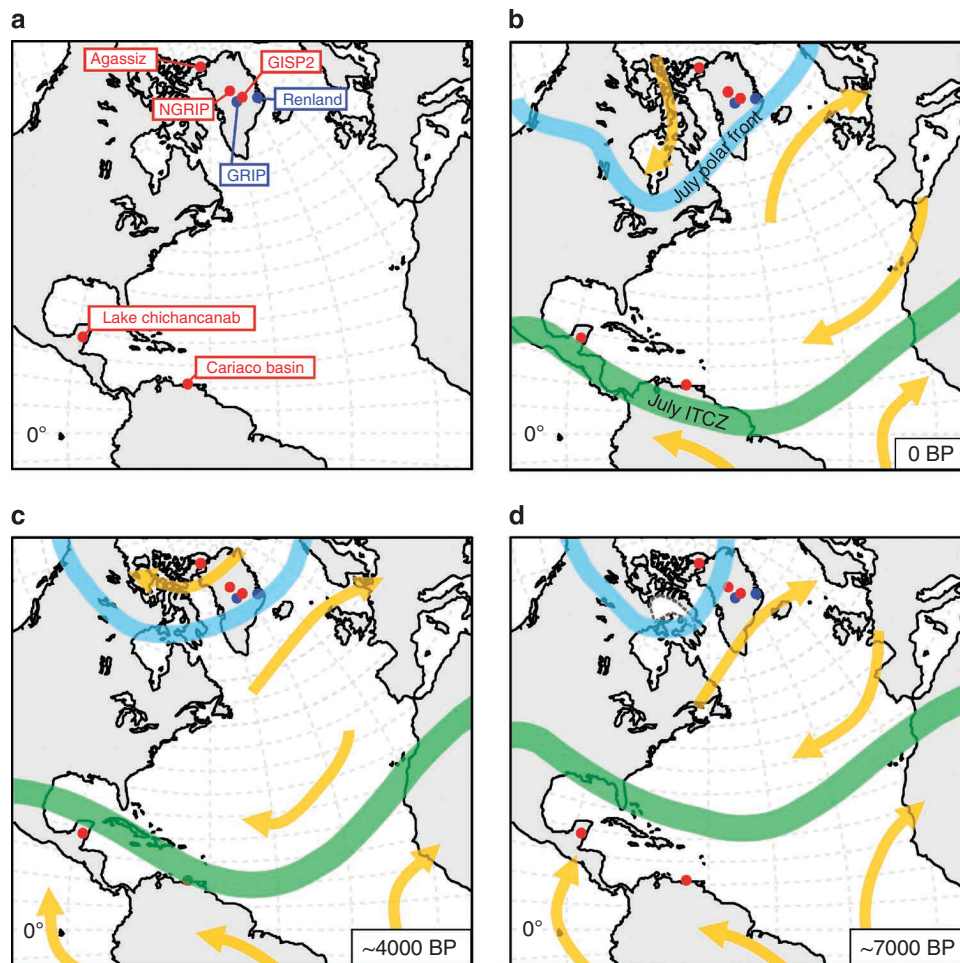 a
Agassiz
GISP2
NGRIP
Renland
GRIP
Lake chichancanab
Cariaco basin
0°
b
July polar front
July ITCZ
0°
0 BP
c
0°
~4000 BP
d
0°
~7000 BP